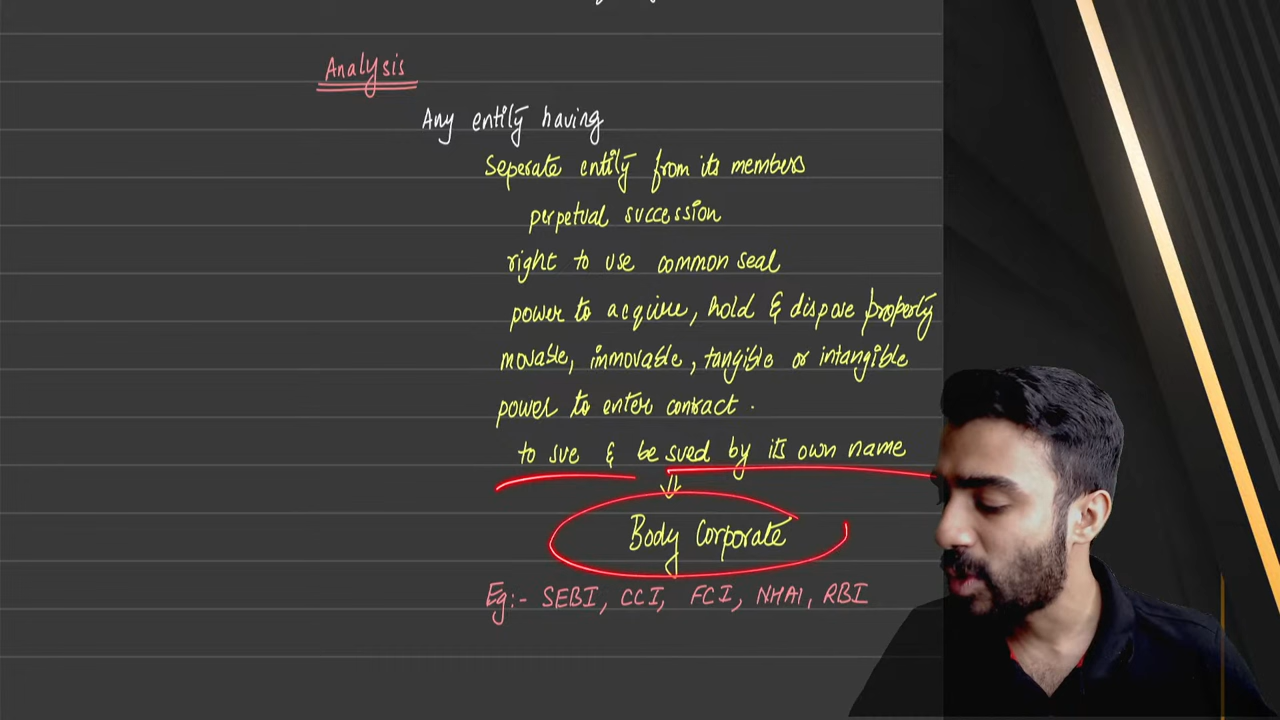 Analysis
Any entity having
Seperate entity from its members
perpetual succession
right to use common seal
power to acquire, hold & dispose property
movable, immovable, tangible or intangible
power to enter contract .
to sue & be sued by its own name
⇓
Body Corporate
Eg:- SEBI, CCI, FCI, NHAI, RBI